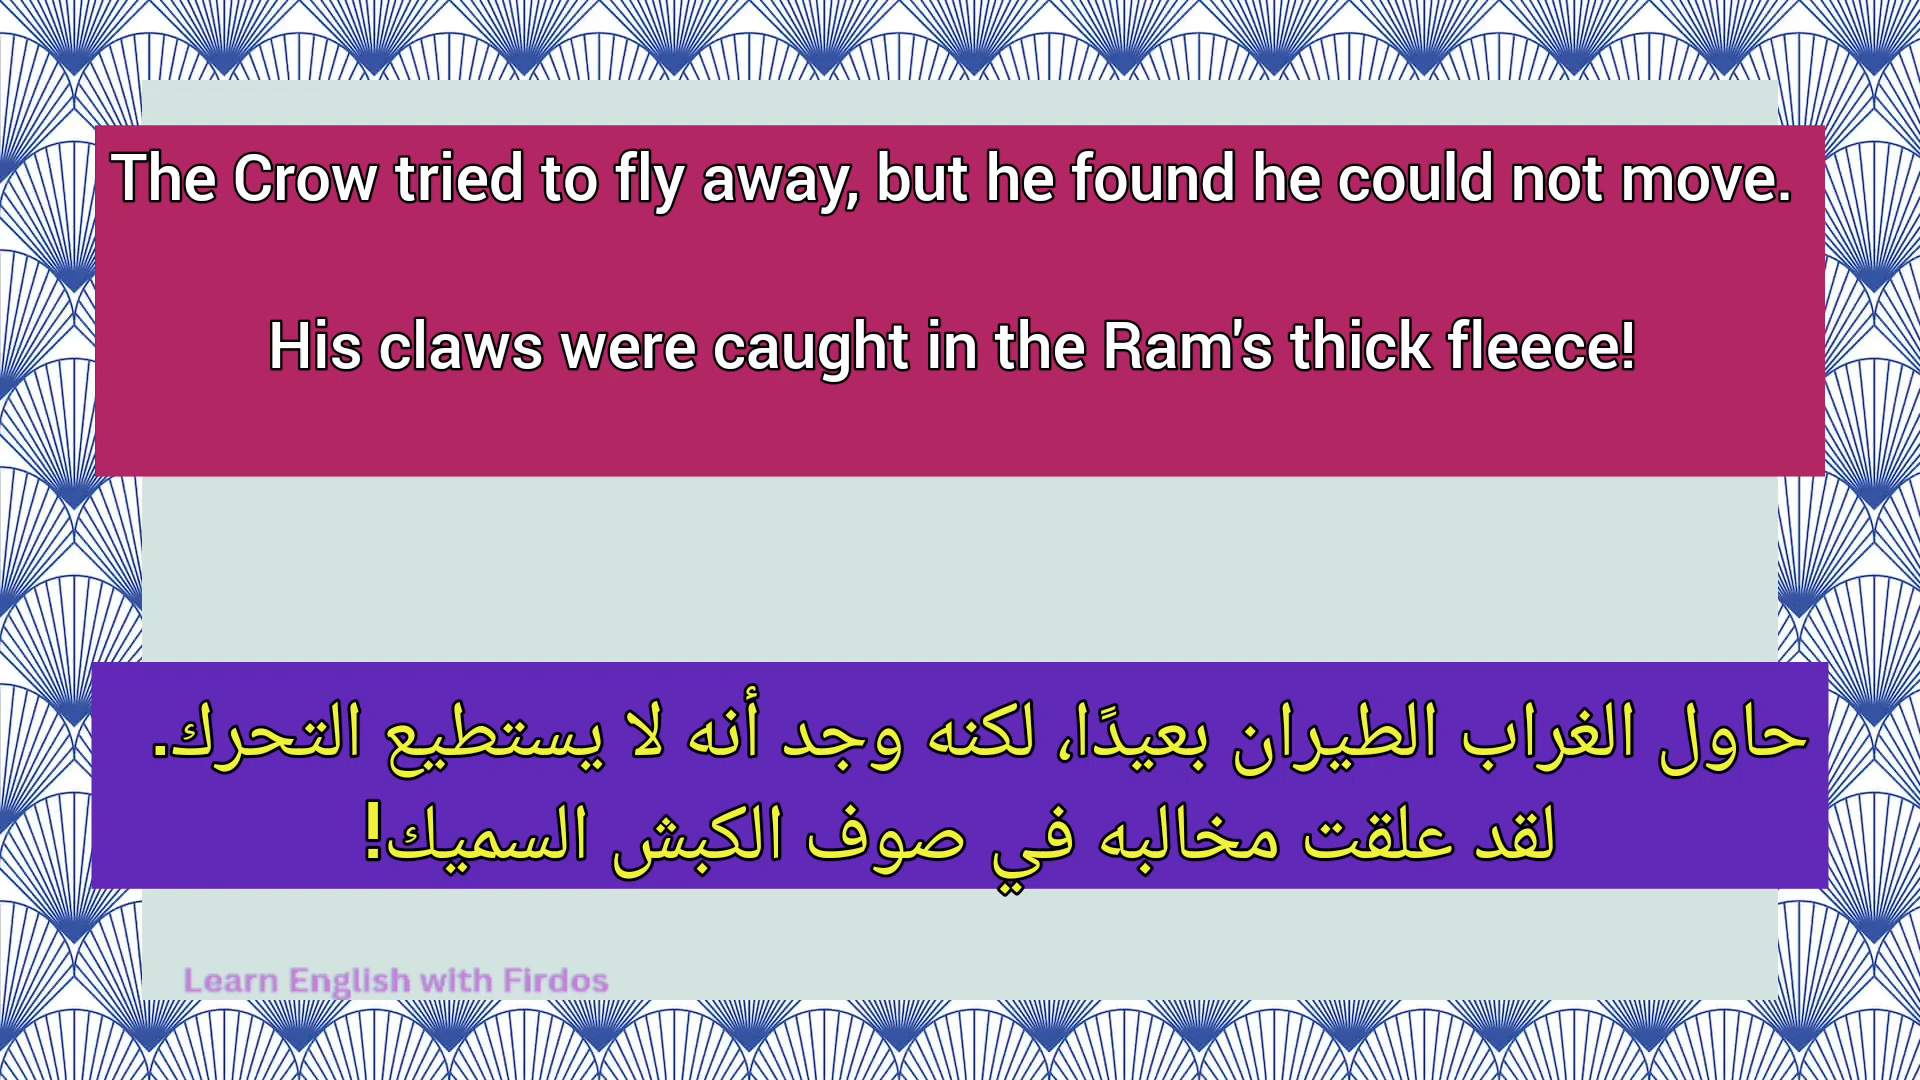 The Crow tried to fly away, but he found he could not move.
His claws were caught in the Ram's thick fleece!
حاول الغراب الطيران بعيدًا، لكنه وجد أنه لا يستطيع التحرك.
لقد علقت مخالبه في صوف الكبش السميك!
Learn English with Firdos